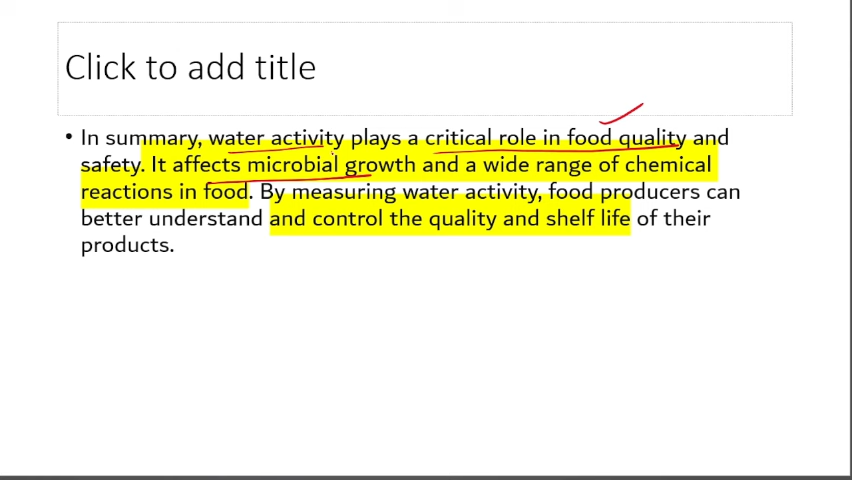 Click to add title
• In summary, water activity plays a critical role in food quality and
safety. It affects microbial growth and a wide range of chemical
reactions in food. By measuring water activity, food producers can
better understand and control the quality and shelf life of their
products.